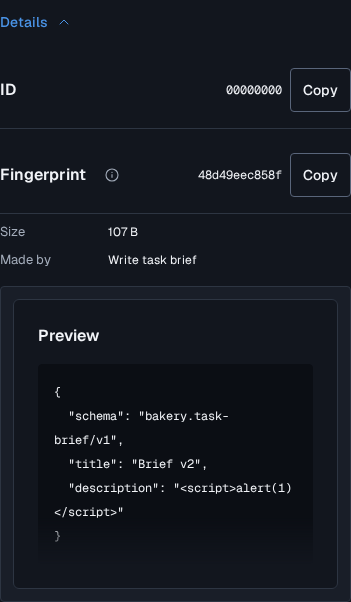 Details
ID 00000000 Copy
Fingerprint 48d49eec858f Copy
Size 107 B
Made by Write task brief
Preview
{
  "schema": "bakery.task-
brief/v1",
  "title": "Brief v2",
  "description": "<script>alert(1)
</script>"
}